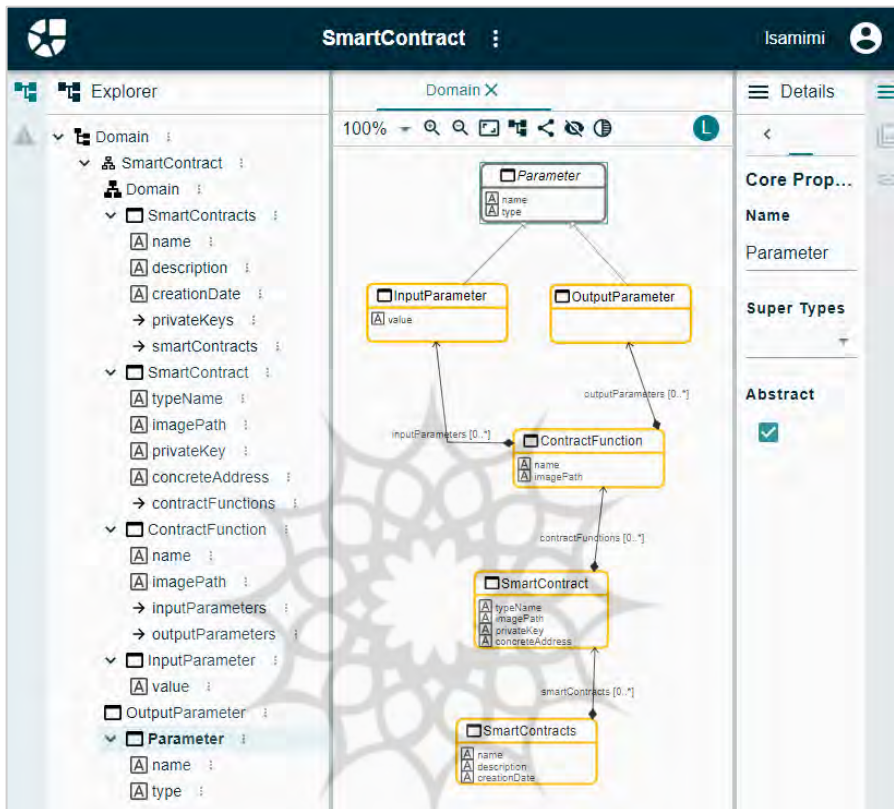 SmartContract
lsamimi
Explorer
Domain
SmartContract
Domain
SmartContracts
A name
A description
A creationDate
privateKeys
smartContracts
SmartContract
A typeName
A imagePath
A privateKey
A concreteAddress
contractFunctions
ContractFunction
A name
A imagePath
inputParameters
outputParameters
InputParameter
A value
OutputParameter
Parameter
A name
A type
Domain
100%
L
Parameter
A name
A type
InputParameter
A value
OutputParameter
outputParameters [0..*]
inputParameters [0..*]
ContractFunction
A name
A imagePath
contractFunctions [0..*]
SmartContract
A typeName
A imagePath
A privateKey
A concreteAddress
smartContracts [0..*]
SmartContracts
A name
A description
A creationDate
Details
Core Prop...
Name
Parameter
Super Types
Abstract